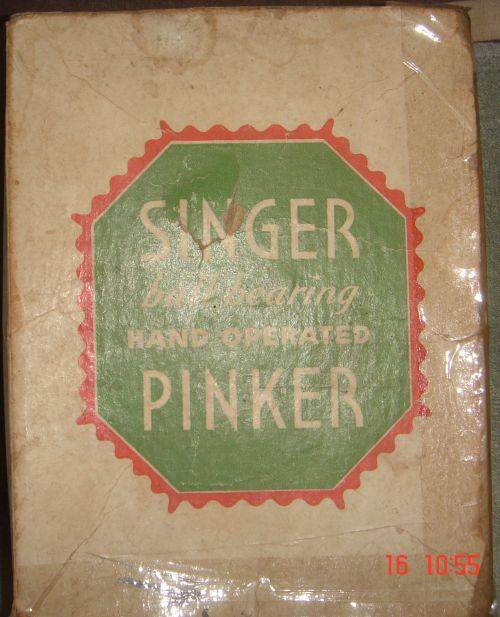 SINGER
ball bearing
HAND OPERATED
PINKER
16 10:55